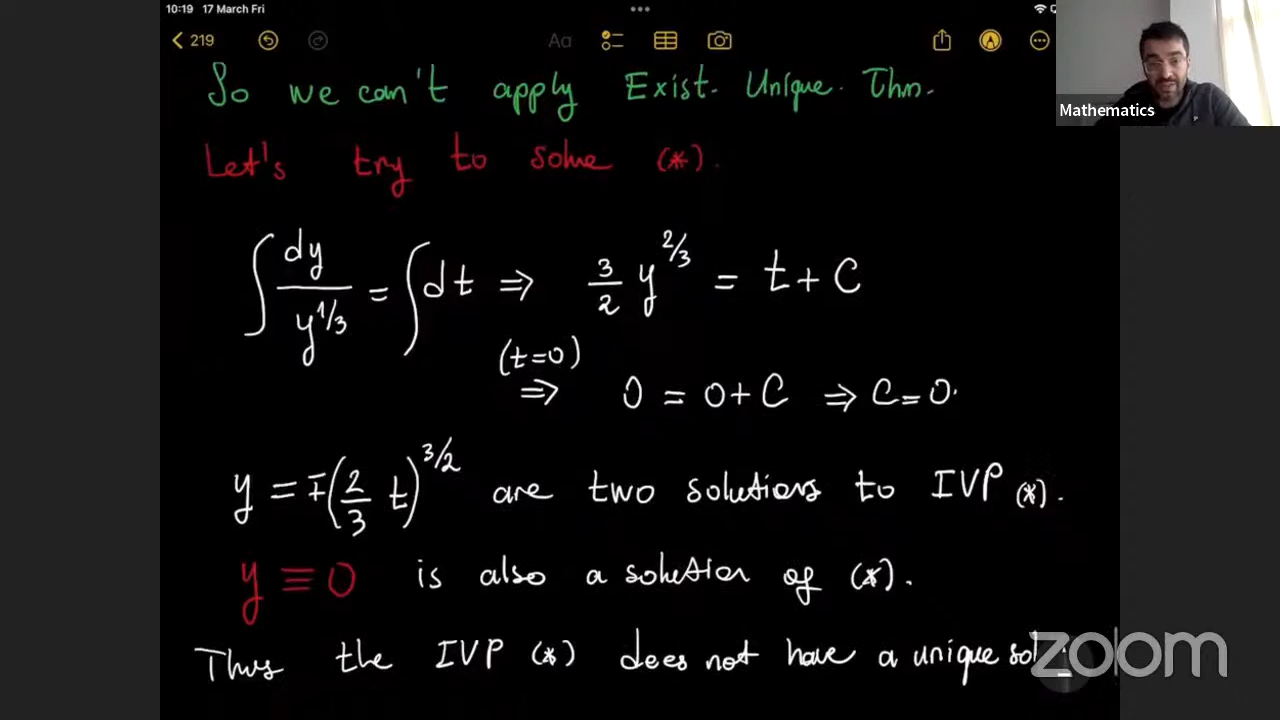 10:19 17 March Fri
219
Aa
Mathematics
So we can't apply Exist. Unique. Thm.
Let's try to solve (*).
∫ dy/y^{1/3} = ∫ dt ⇒ 3/2 y^{2/3} = t + C
(t=0)
⇒ 0 = 0 + C ⇒ C = 0.
y = ∓(2/3 t)^{3/2} are two solutions to IVP (*).
y ≡ 0 is also a solution of (*).
Thus the IVP (*) does not have a unique sol
zoom